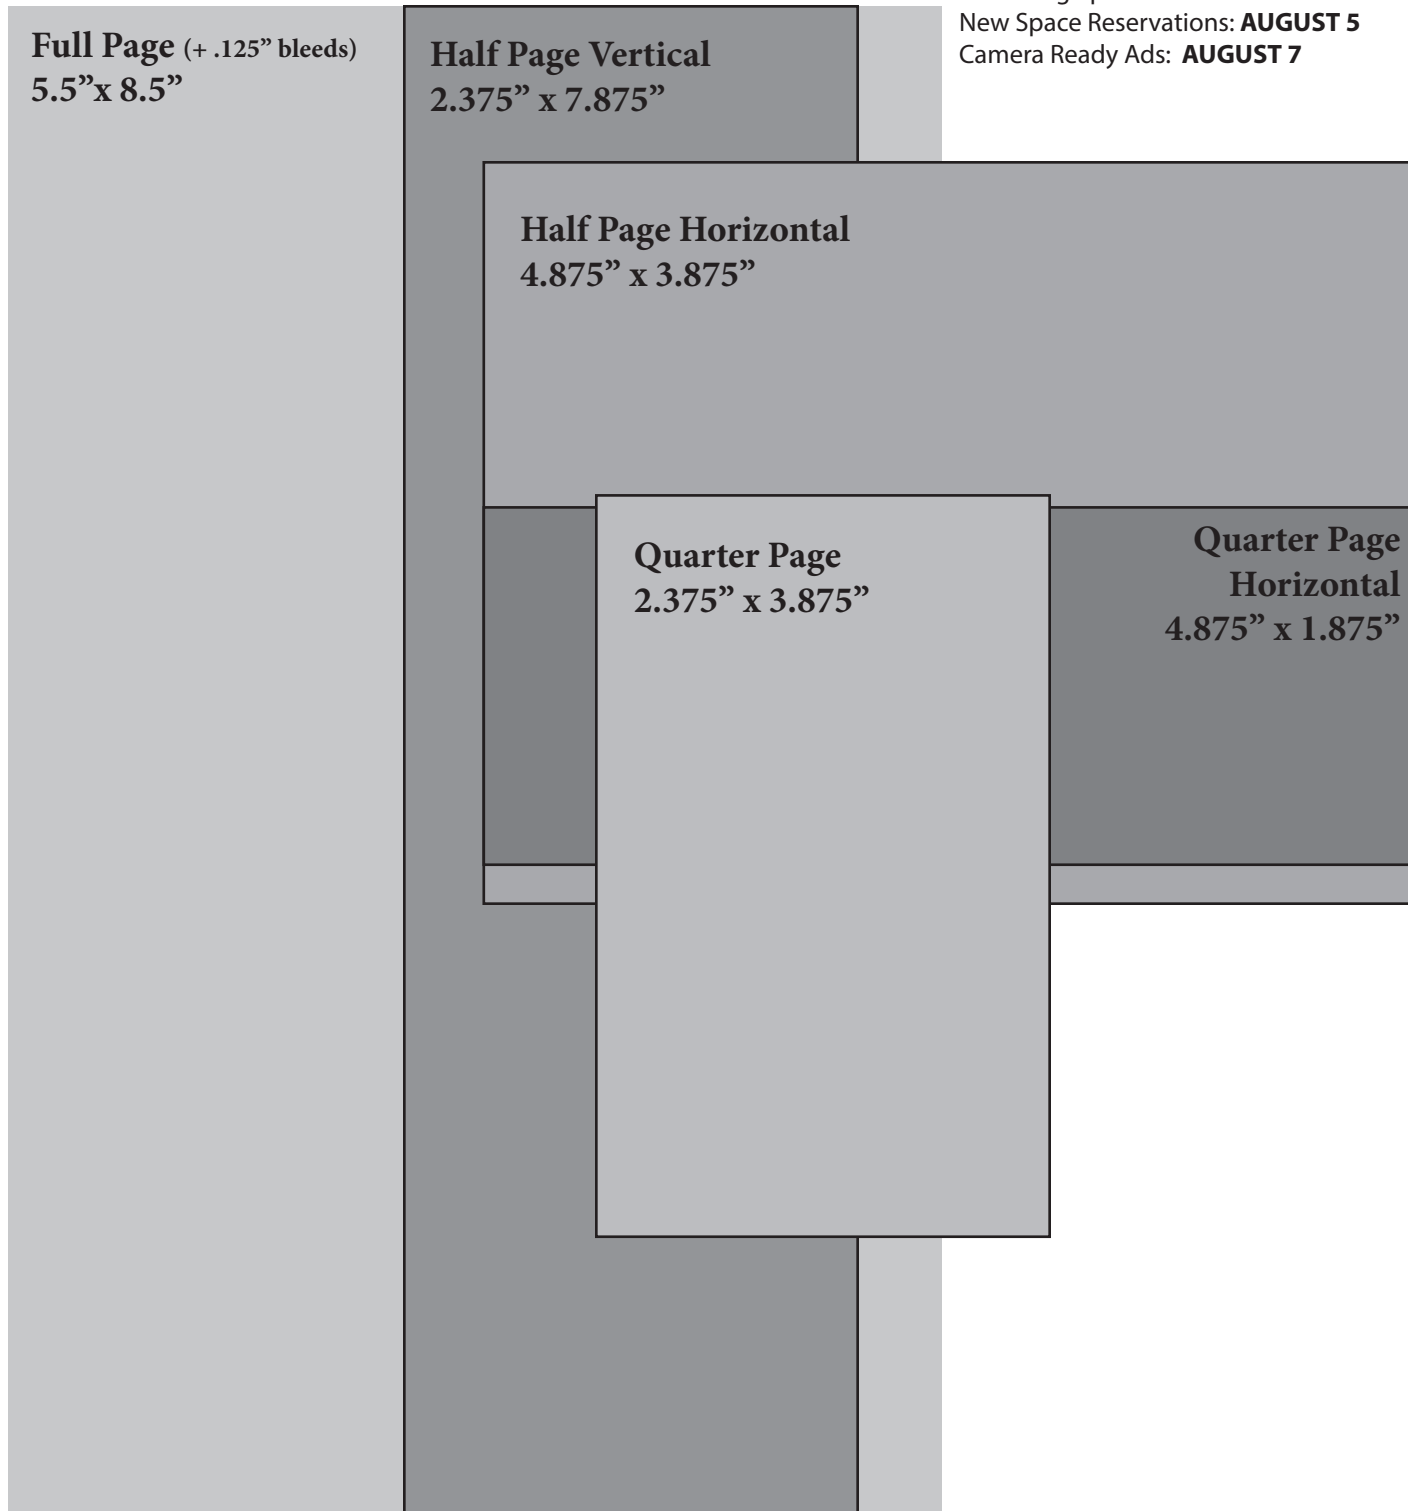 New Space Reservations: AUGUST 5
Camera Ready Ads: AUGUST 7
Full Page (+ .125” bleeds)
5.5”x 8.5”
Half Page Vertical
2.375” x 7.875”
Half Page Horizontal
4.875” x 3.875”
Quarter Page
2.375” x 3.875”
Quarter Page
Horizontal
4.875” x 1.875”